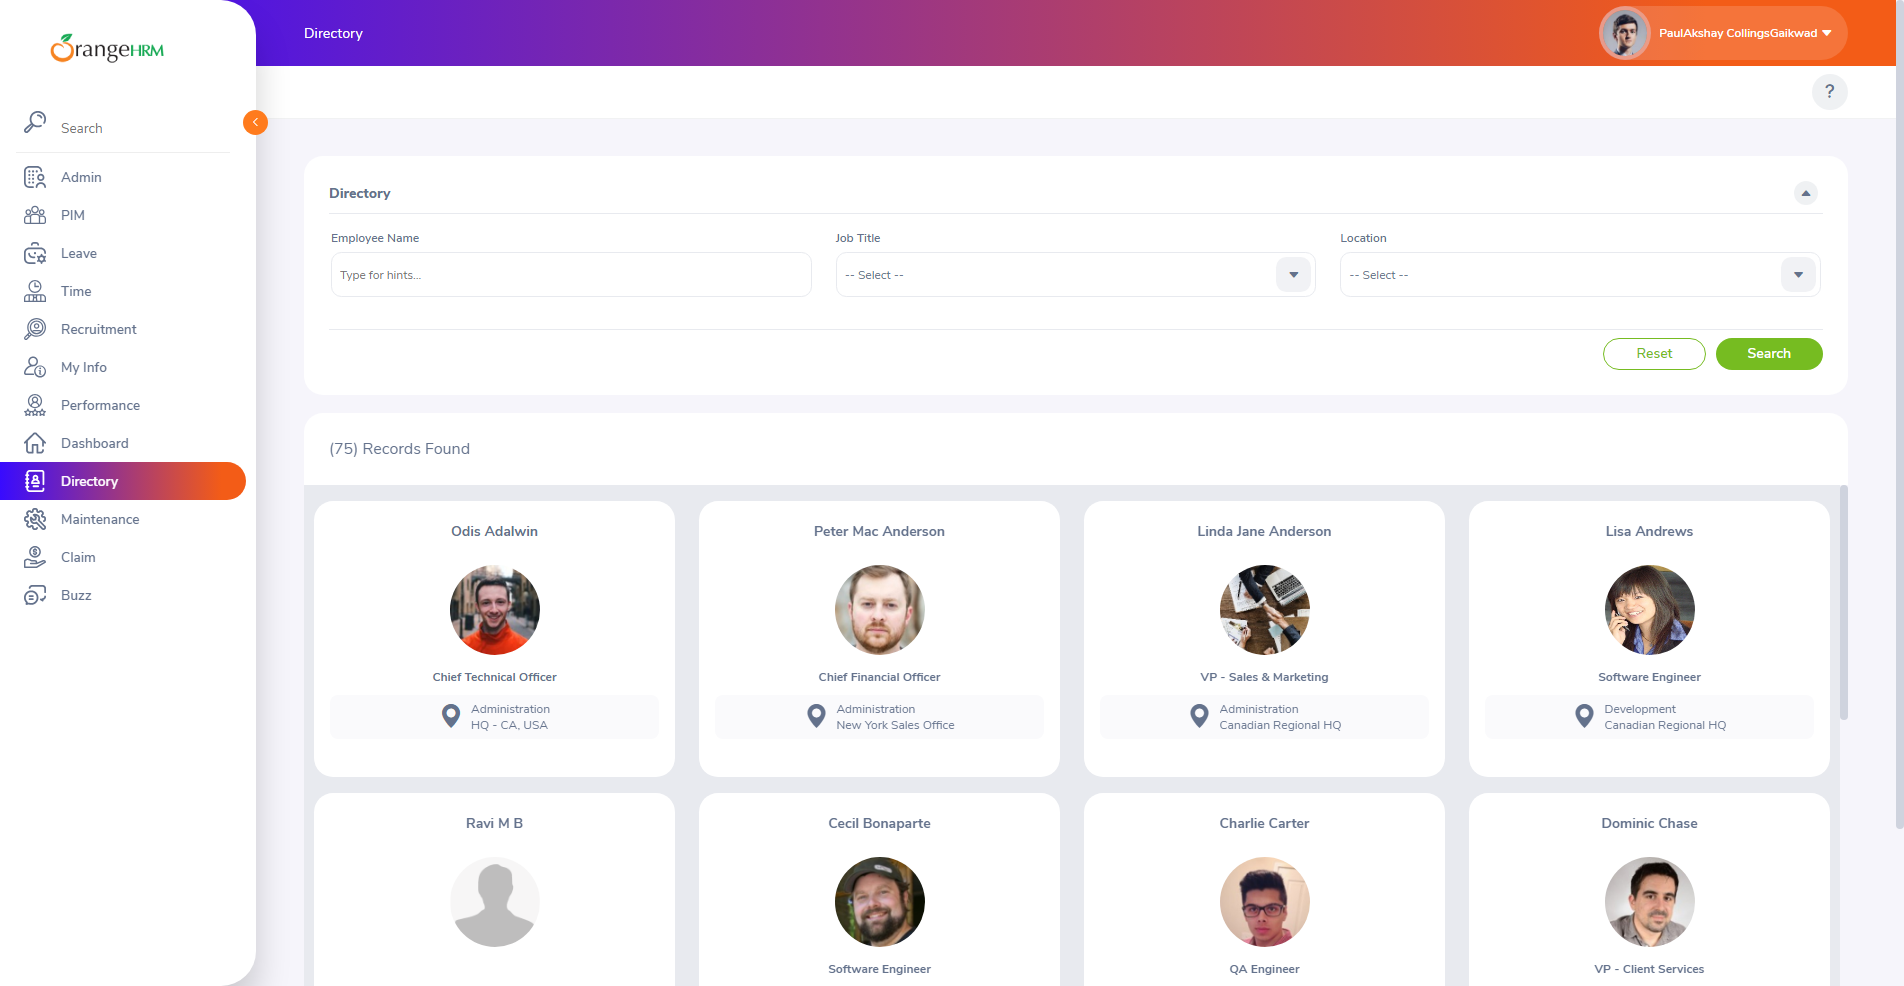 OrangeHRM
Directory
PaulAkshay CollingsGaikwad
?
Search
Admin
PIM
Leave
Time
Recruitment
My Info
Performance
Dashboard
Directory
Maintenance
Claim
Buzz
Directory
Employee Name
Job Title
Location
Type for hints...
-- Select --
-- Select --
Reset
Search
(75) Records Found
Odis Adalwin
Chief Technical Officer
Administration
HQ - CA, USA
Peter Mac Anderson
Chief Financial Officer
Administration
New York Sales Office
Linda Jane Anderson
VP - Sales & Marketing
Administration
Canadian Regional HQ
Lisa Andrews
Software Engineer
Development
Canadian Regional HQ
Ravi M B
Cecil Bonaparte
Software Engineer
Charlie Carter
QA Engineer
Dominic Chase
VP - Client Services